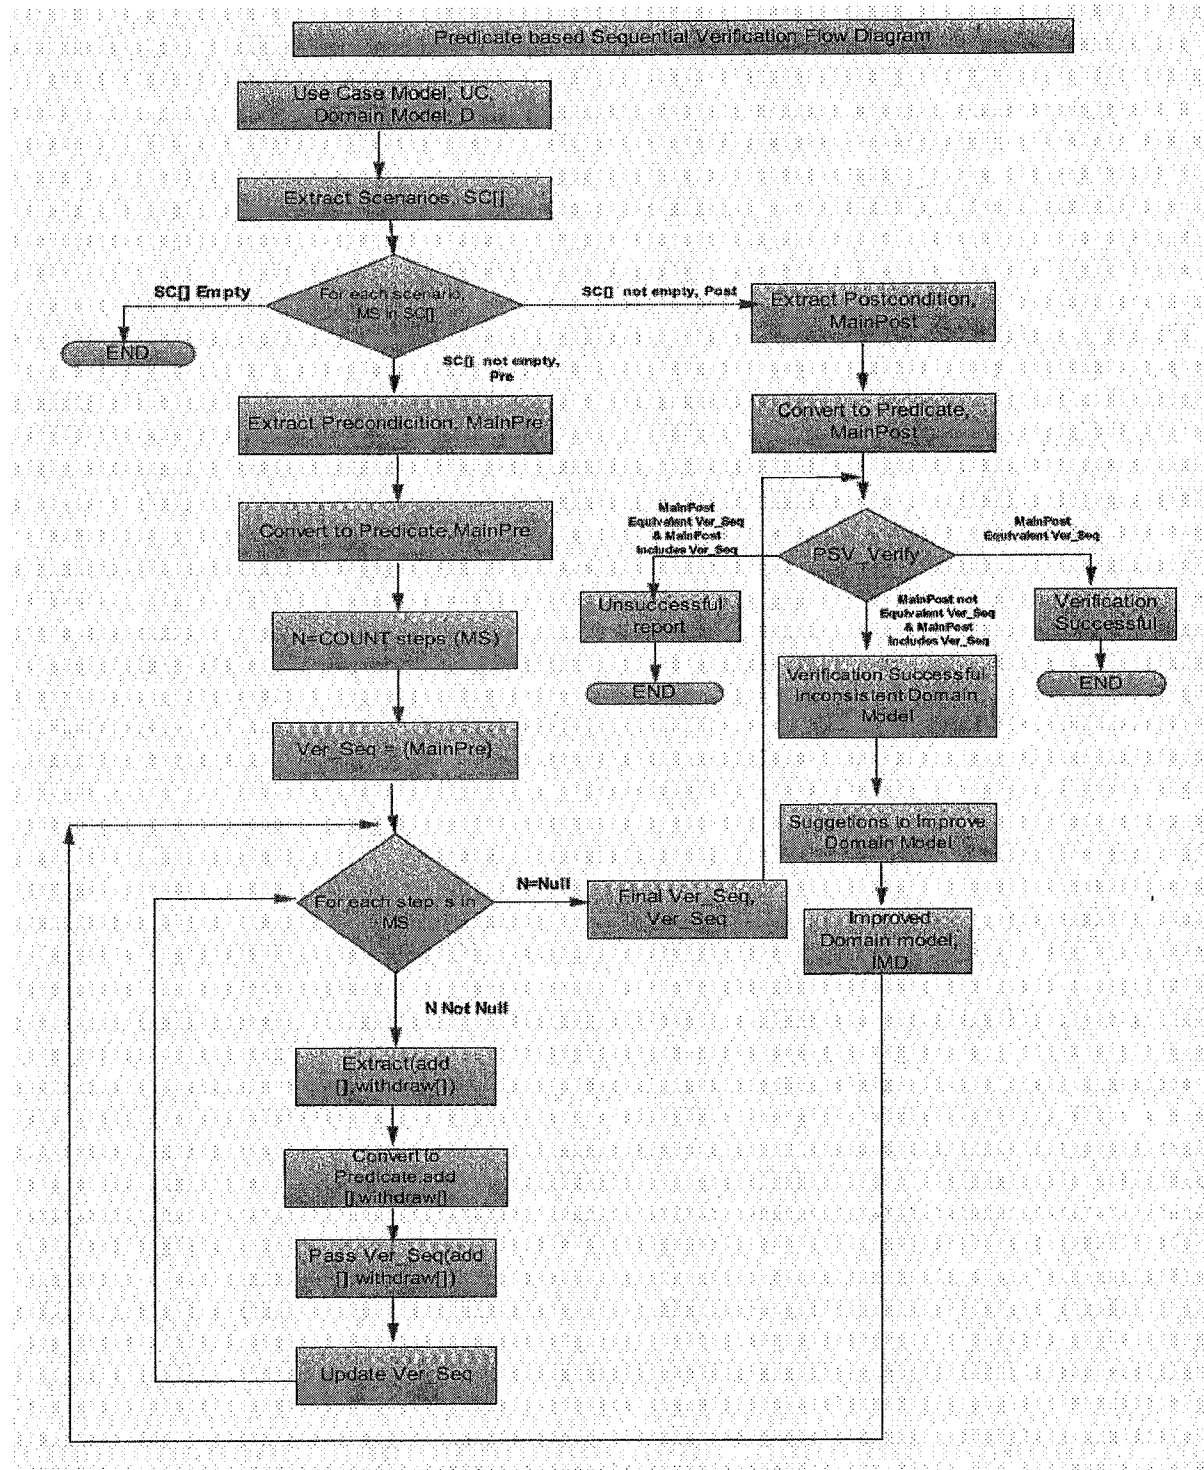 Predicate based Sequential Verification Flow Diagram
Use Case Model, UC,
Domain Model, D
Extract Scenarios, SC[]
For each scenario,
MS in SC[]
SC[] Empty
END
SC[] not empty, Post
Extract Postcondition,
MainPost
SC[] not empty,
Pre
Extract Precondicition, MainPre
Convert to Predicate,
MainPost
Convert to Predicate,MainPre
MainPost
Equivalent Ver_Seq
& MainPost
Includes Ver_Seq
PSV_Verify
MainPost
Equivalent Ver_Seq
Unsuccessful
report
END
MainPost not
Equivalent Ver_Seq
& MainPost
Includes Ver_Seq
Verification
Successful
END
N=COUNT steps (MS)
Verification Successful
Inconsistent Domain
Model
Ver_Seq = (MainPre)
Suggetions to Improve
Domain Model
For each step, s in
MS
N=Null
Final Ver_Seq,
Ver_Seq
Improved
Domain model,
IMD
N Not Null
Extract(add
[],withdraw[])
Convert to
Predicate,add
[],withdraw[]
Pass Ver_Seq(add
[],withdraw[])
Update Ver_Seq